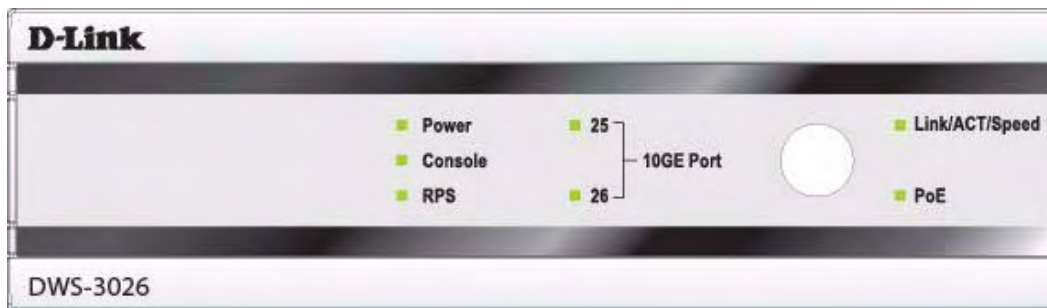 D-Link
Power
25
Link/ACT/Speed
Console
10GE Port
RPS
26
PoE
DWS-3026